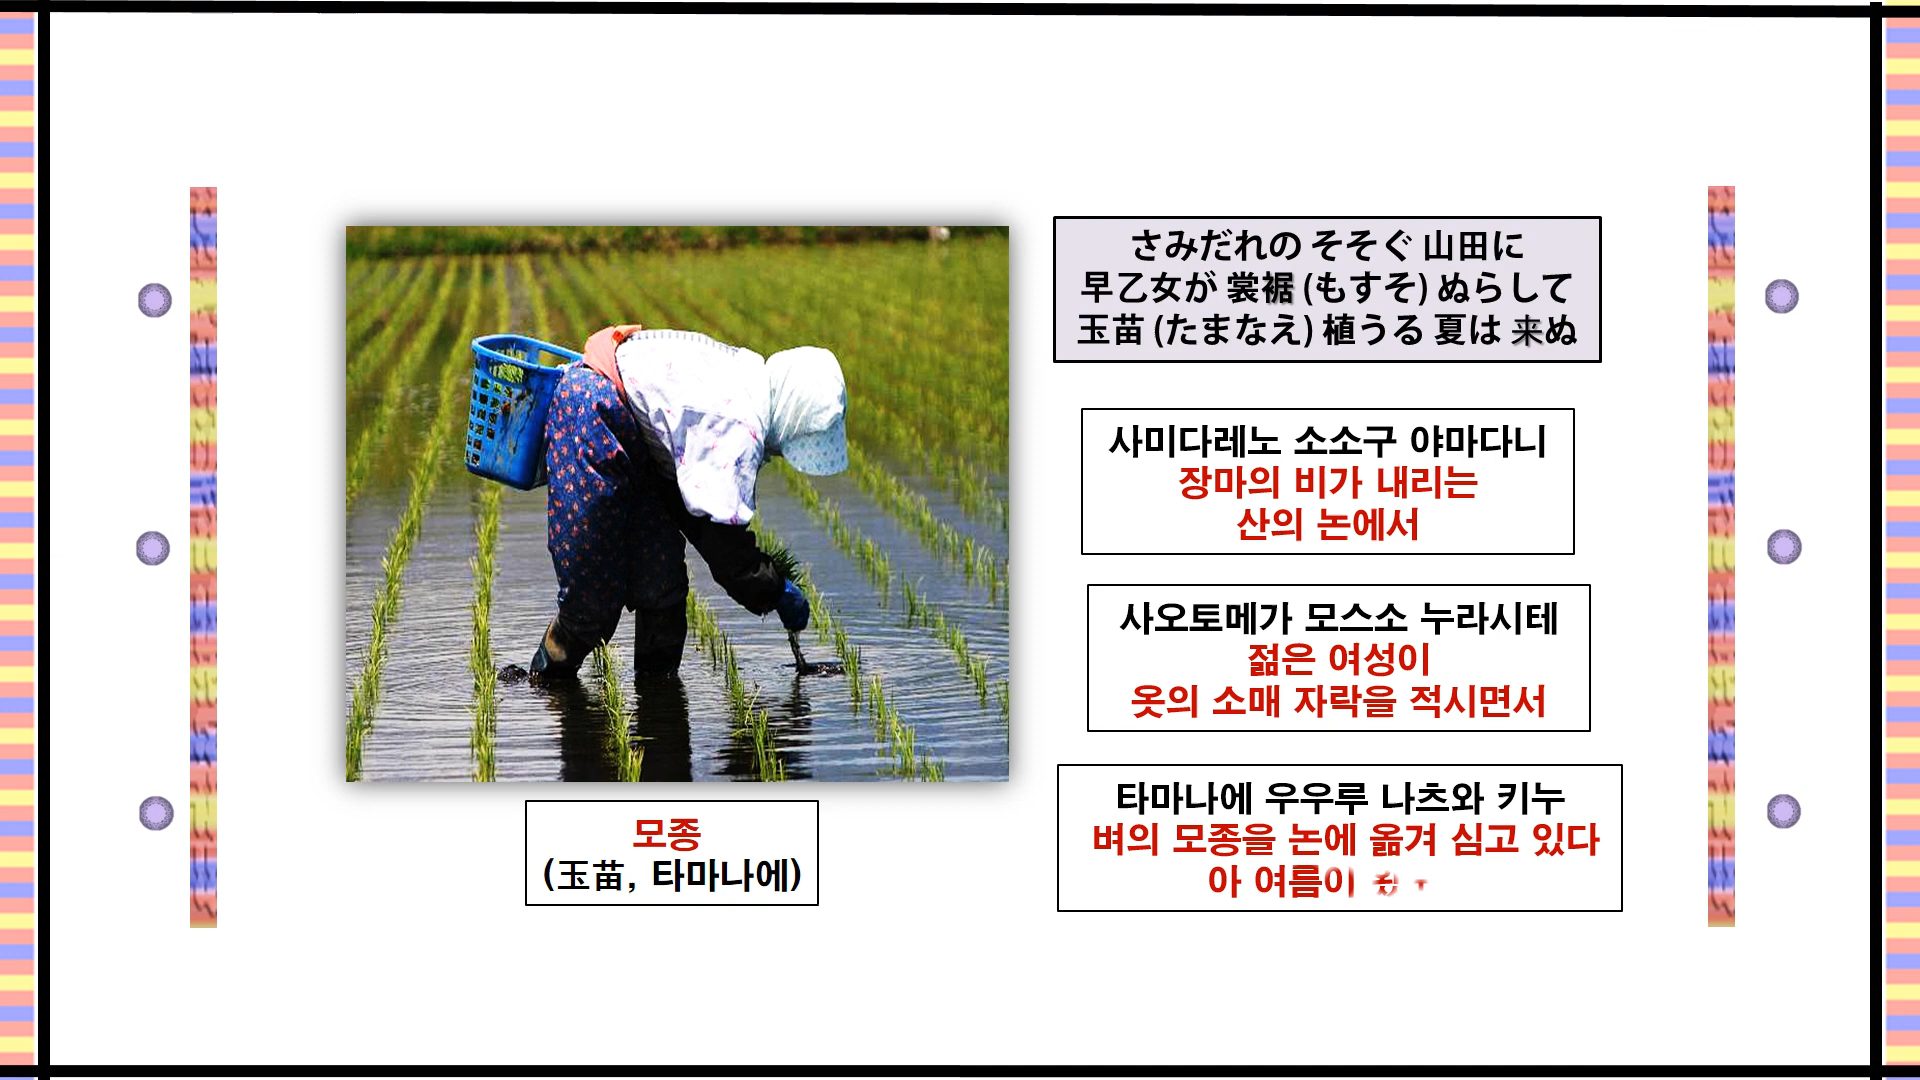 さみだれの そそぐ 山田に
早乙女が 裳裾 (もすそ) ぬらして
玉苗 (たまなえ) 植うる 夏は 来ぬ
사미다레노 소소구 야마다니
장마의 비가 내리는
산의 논에서
사오토메가 모스소 누라시테
젊은 여성이
옷의 소매 자락을 적시면서
타마나에 우우루 나츠와 키누
벼의 모종을 논에 옮겨 심고 있다
아 여름이
모종
(玉苗, 타마나에)